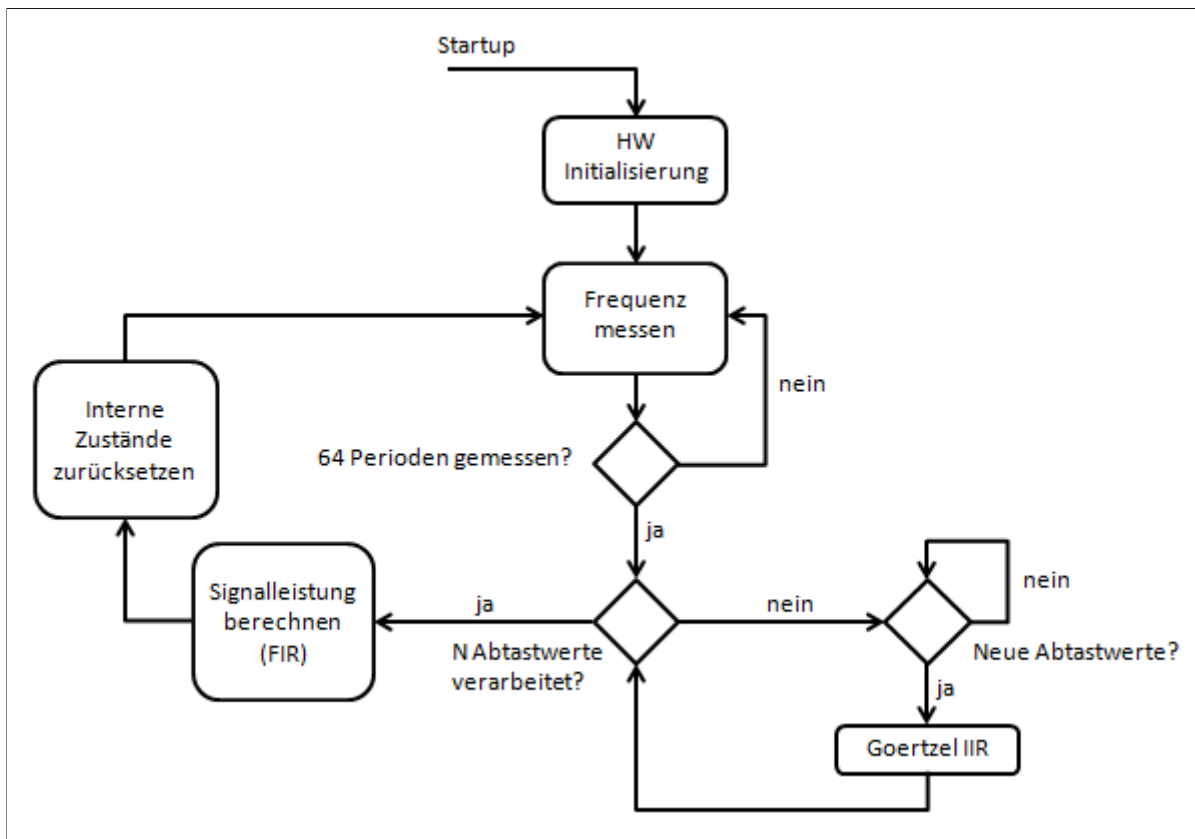 Startup
HW
Initialisierung
Frequenz
messen
nein
Interne
Zustände
zurücksetzen
64 Perioden gemessen?
ja
nein
Signalleistung
berechnen
(FIR)
ja
nein
N Abtastwerte
verarbeitet?
Neue Abtastwerte?
ja
Goertzel IIR